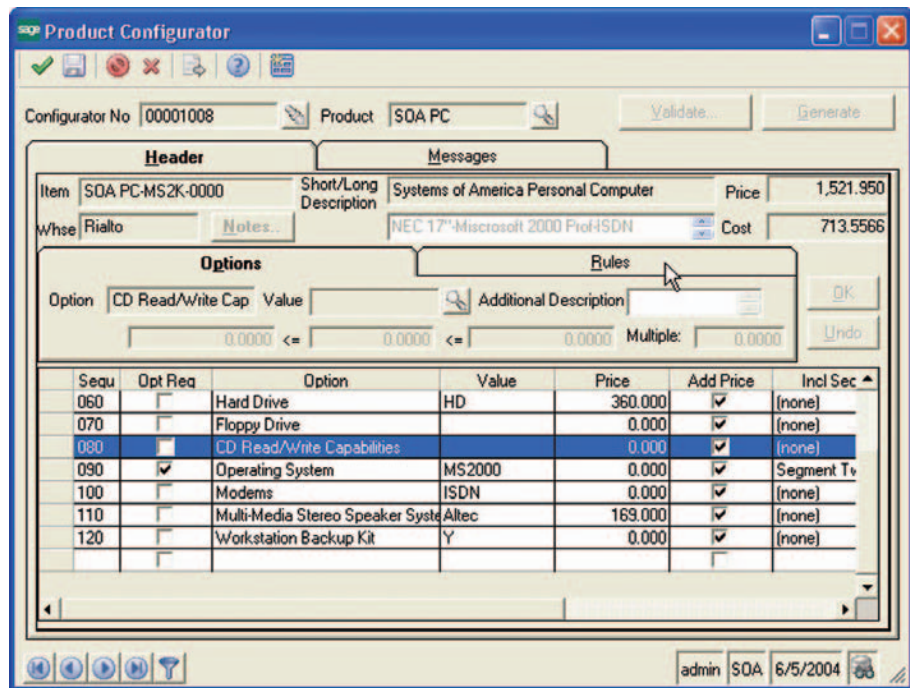 sage Product Configurator
Configurator No 00001008 Product SOA PC Validate... Generate
Header Messages
Item SOA PC-MS2K-0000 Short/Long Description Systems of America Personal Computer Price 1,521.950
Whse Rialto Notes... NEC 17"-Miscrosoft 2000 Prof-ISDN Cost 713.5566
Options Rules
Option CD Read/Write Cap Value Additional Description OK
0.0000 <= 0.0000 <= 0.0000 Multiple: 0.0000 Undo
Sequ Opt Req Option Value Price Add Price Incl Sec
060 Hard Drive HD 360.000 (none)
070 Floppy Drive 0.000 (none)
080 CD Read/Write Capabilities 0.000 (none)
090 Operating System MS2000 0.000 Segment Tw
100 Modems ISDN 0.000 (none)
110 Multi-Media Stereo Speaker Syste Altec 169.000 (none)
120 Workstation Backup Kit Y 0.000 (none)
admin SOA 6/5/2004